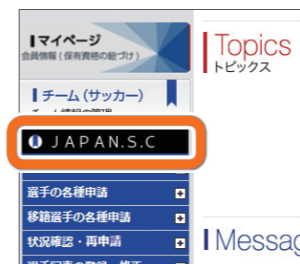 マイページ
会員情報(保有資格の紐づけ)
チーム(サッカー)
JAPAN.S.C
選手の各種申請
移籍選手の各種申請
状況確認・再申請
Topics
トピックス
Messag